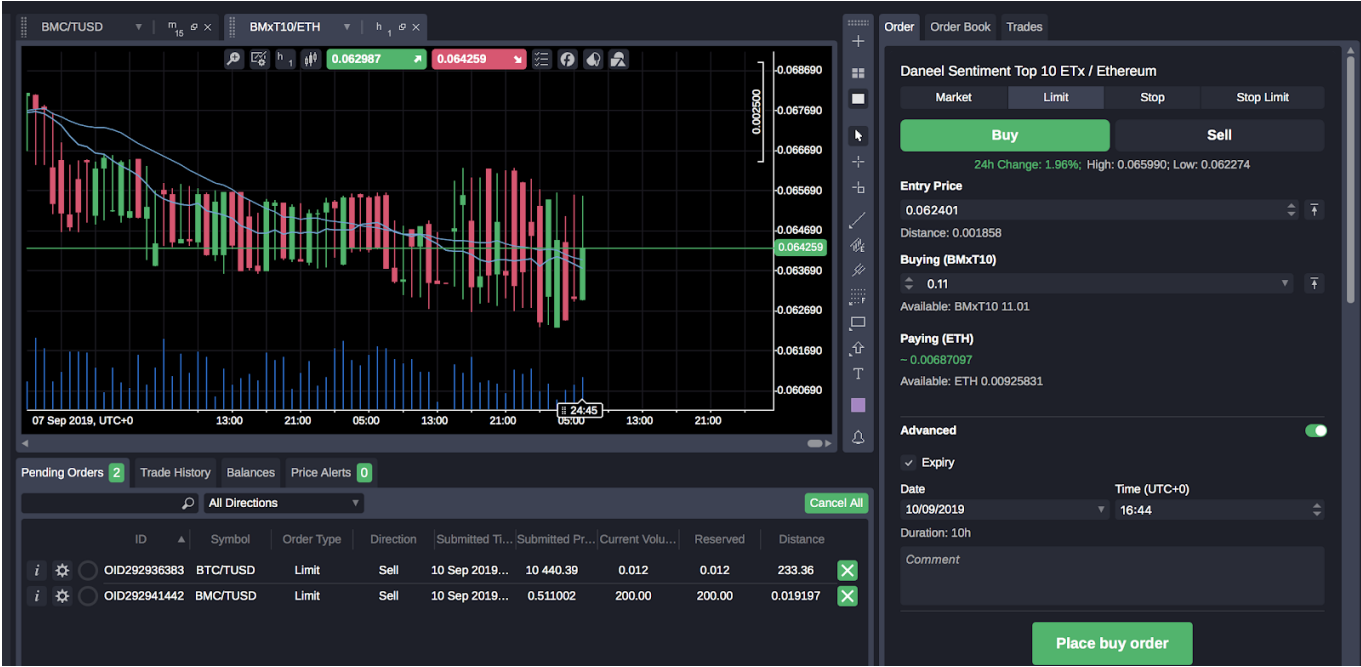 BMC/TUSD m 15 BMxT10/ETH h 1
h 1 0.062987 0.064259
0.002500
0.068690
0.067690
0.066690
0.065690
0.064690
0.064259
0.063690
0.062690
0.061690
0.060690
24:45
07 Sep 2019, UTC+0 13:00 21:00 05:00 13:00 21:00 05:00 13:00 21:00
F
E
F
T
Pending Orders 2 Trade History Balances Price Alerts 0
All Directions Cancel All
ID Symbol Order Type Direction Submitted Ti... Submitted Pr... Current Volu... Reserved Distance
i OID292936383 BTC/TUSD Limit Sell 10 Sep 2019... 10 440.39 0.012 0.012 233.36
i OID292941442 BMC/TUSD Limit Sell 10 Sep 2019... 0.511002 200.00 200.00 0.019197
Order Order Book Trades
Daneel Sentiment Top 10 ETx / Ethereum
Market Limit Stop Stop Limit
Buy Sell
24h Change: 1.96%; High: 0.065990; Low: 0.062274
Entry Price
0.062401
Distance: 0.001858
Buying (BMxT10)
0.11
Available: BMxT10 11.01
Paying (ETH)
~ 0.00687097
Available: ETH 0.00925831
Advanced
Expiry
Date Time (UTC+0)
10/09/2019 16:44
Duration: 10h
Comment
Place buy order